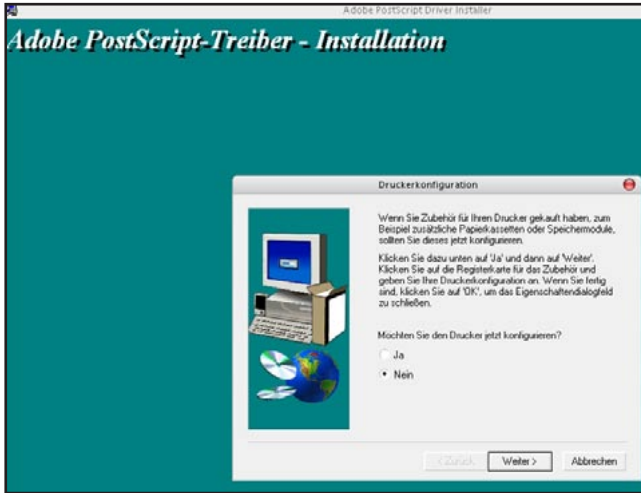 Adobe PostScript Driver Installer
Adobe PostScript-Treiber - Installation
Druckerkonfiguration
Wenn Sie Zubehör für Ihren Drucker gekauft haben, zum
Beispiel zusätzliche Papierkassetten oder Speichermodule,
sollten Sie dieses jetzt konfigurieren.
Klicken Sie dazu unten auf 'Ja' und dann auf 'Weiter'.
Klicken Sie auf die Registerkarte für das Zubehör und
geben Sie Ihre Druckerkonfiguration an. Wenn Sie fertig
sind, klicken Sie auf 'OK', um das Eigenschaftendialogfeld
zu schließen.
Möchten Sie den Drucker jetzt konfigurieren?
Ja
Nein
< Zurück Weiter > Abbrechen